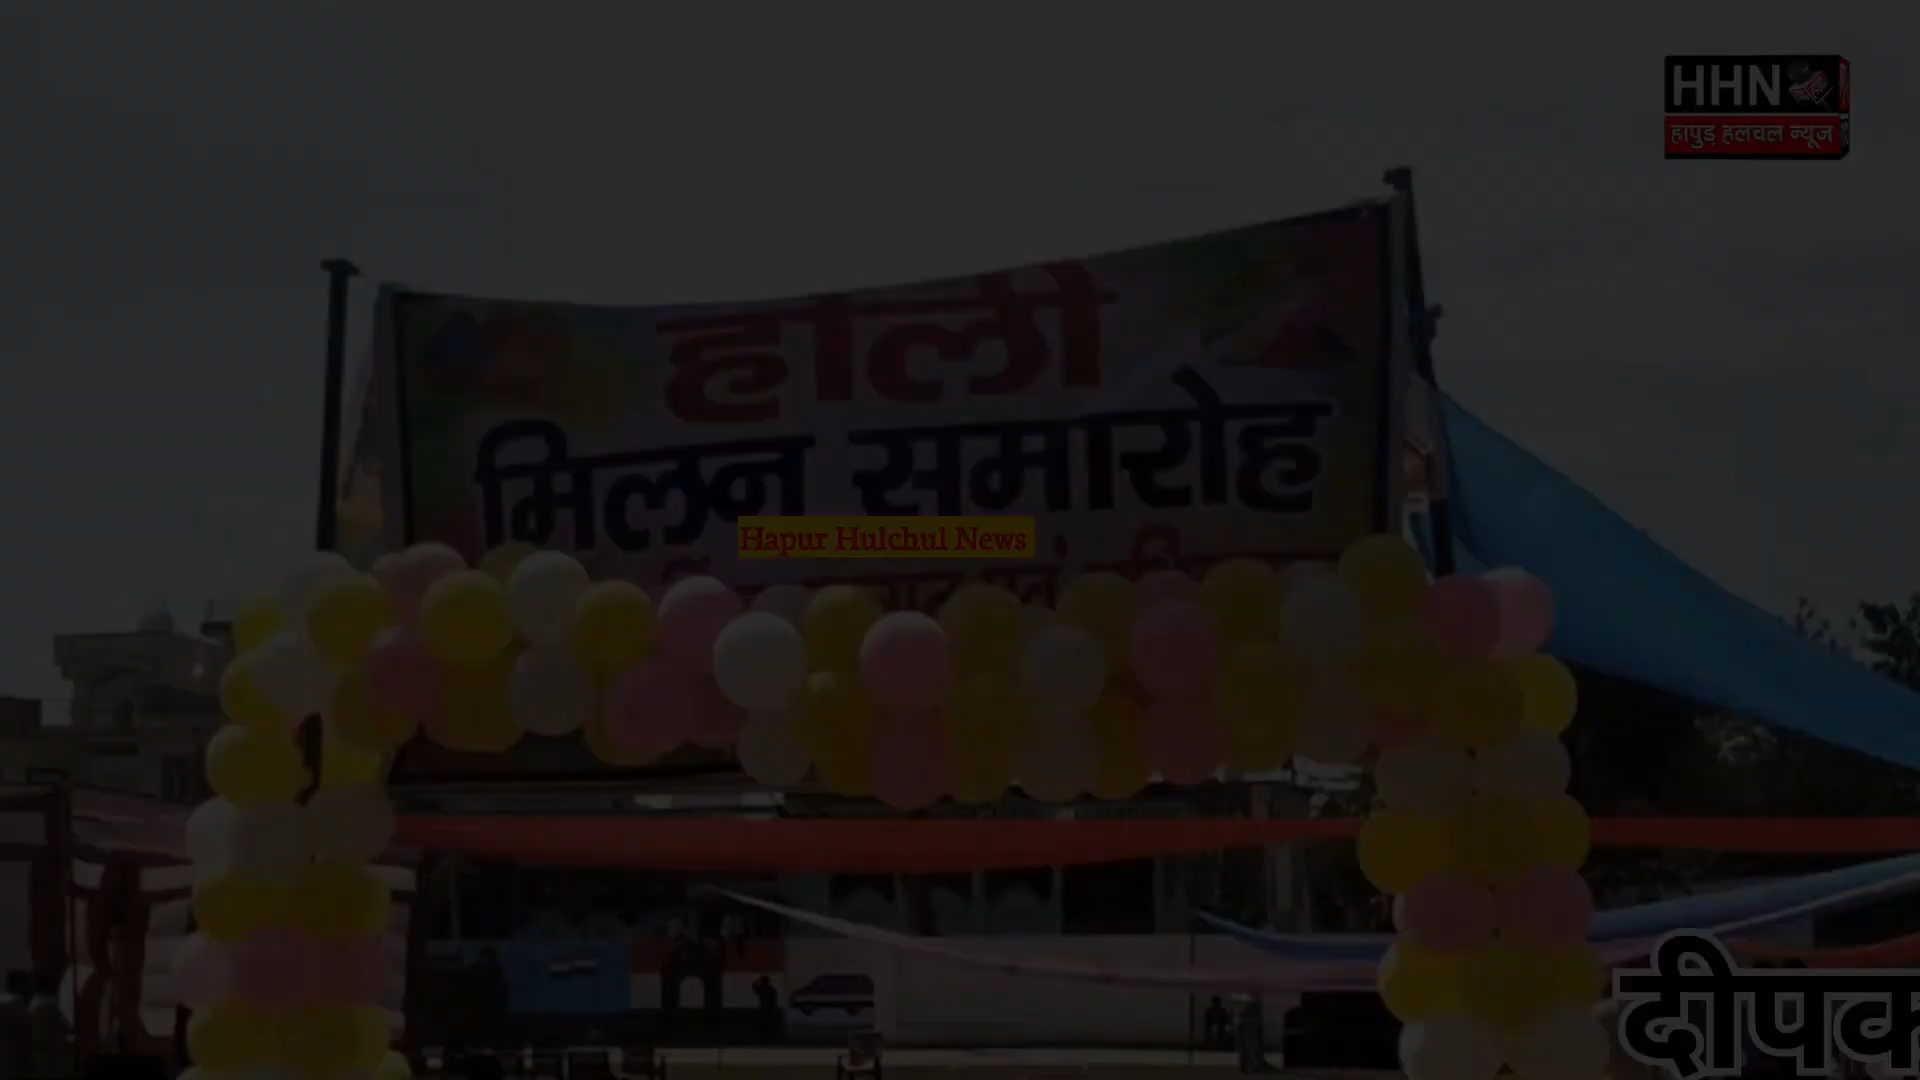 HHN
हापुड़ हलचल न्यूज
होली
मिलन समारोह
Hapur Hulchul News
दीपक